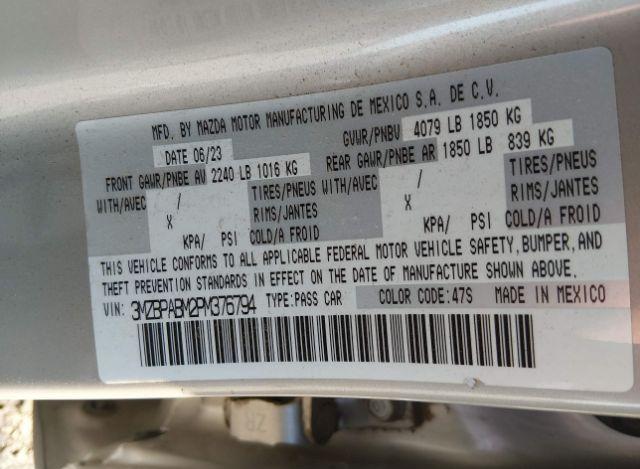 MFD. BY MAZDA MOTOR MANUFACTURING DE MEXICO S.A. DE C.V.
DATE 06/23 GVWR/PNBV 4079 LB 1850 KG
FRONT GAWR/PNBE AV 2240 LB 1016 KG REAR GAWR/PNBE AR 1850 LB 839 KG
WITH/AVEC / TIRES/PNEUS WITH/AVEC / TIRES/PNEUS
X RIMS/JANTES X RIMS/JANTES
KPA/ PSI COLD/A FROID KPA/ PSI COLD/A FROID
THIS VEHICLE CONFORMS TO ALL APPLICABLE FEDERAL MOTOR VEHICLE SAFETY, BUMPER, AND
THEFT PREVENTION STANDARDS IN EFFECT ON THE DATE OF MANUFACTURE SHOWN ABOVE.
VIN: 3MZBPABM2PM376794 TYPE:PASS CAR COLOR CODE:47S MADE IN MEXICO
ZR